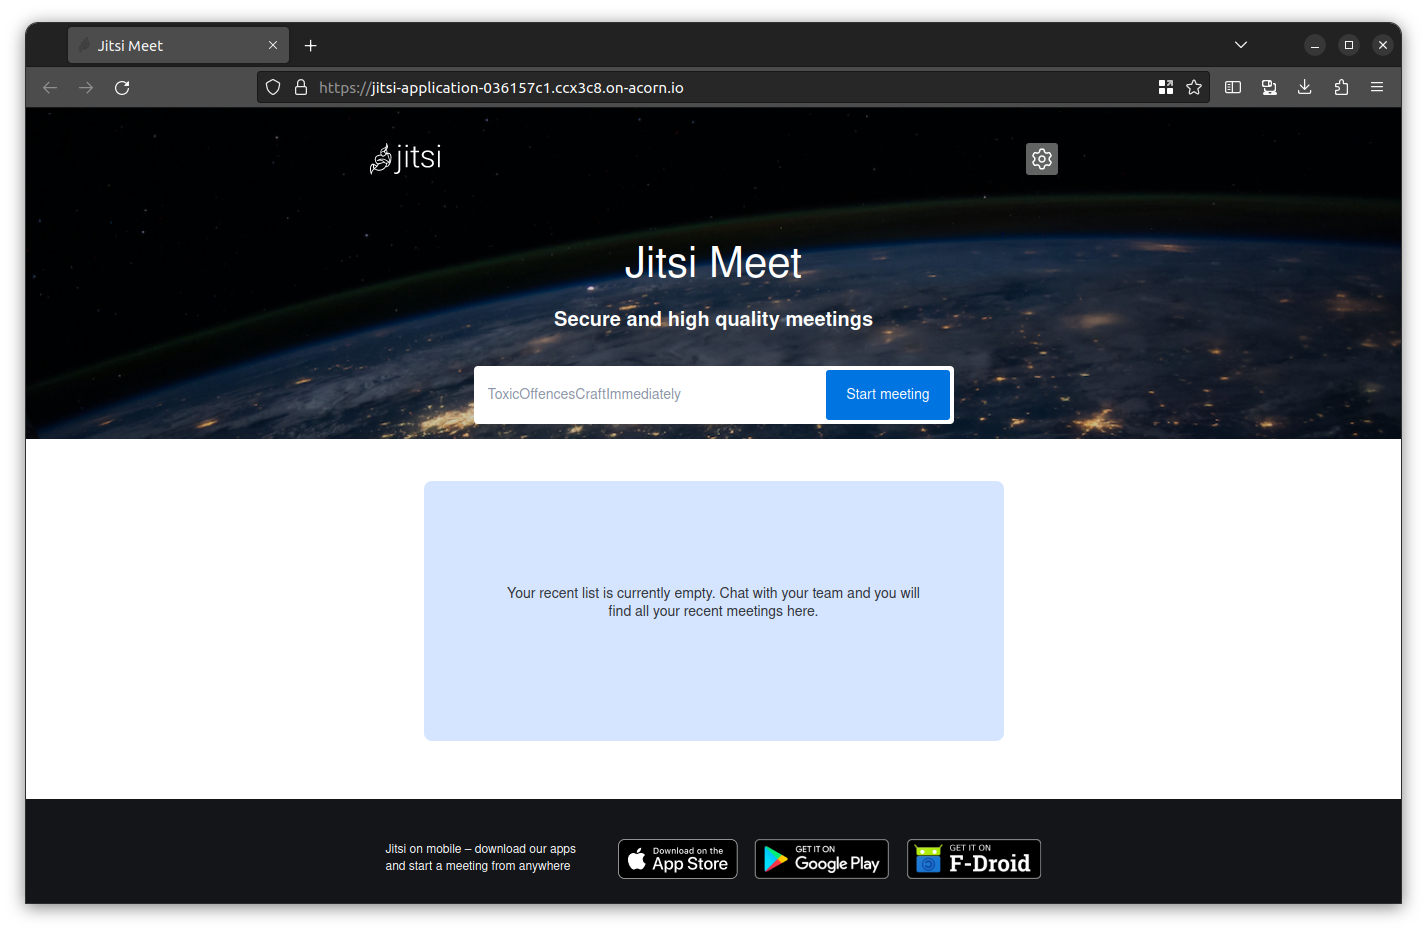 Jitsi Meet
https://jitsi-application-036157c1.ccx3c8.on-acorn.io
jitsi
Jitsi Meet
Secure and high quality meetings
ToxicOffencesCraftImmediately
Start meeting
Your recent list is currently empty. Chat with your team and you will
find all your recent meetings here.
Jitsi on mobile – download our apps
and start a meeting from anywhere
Download on the
App Store
GET IT ON
Google Play
GET IT ON
F-Droid